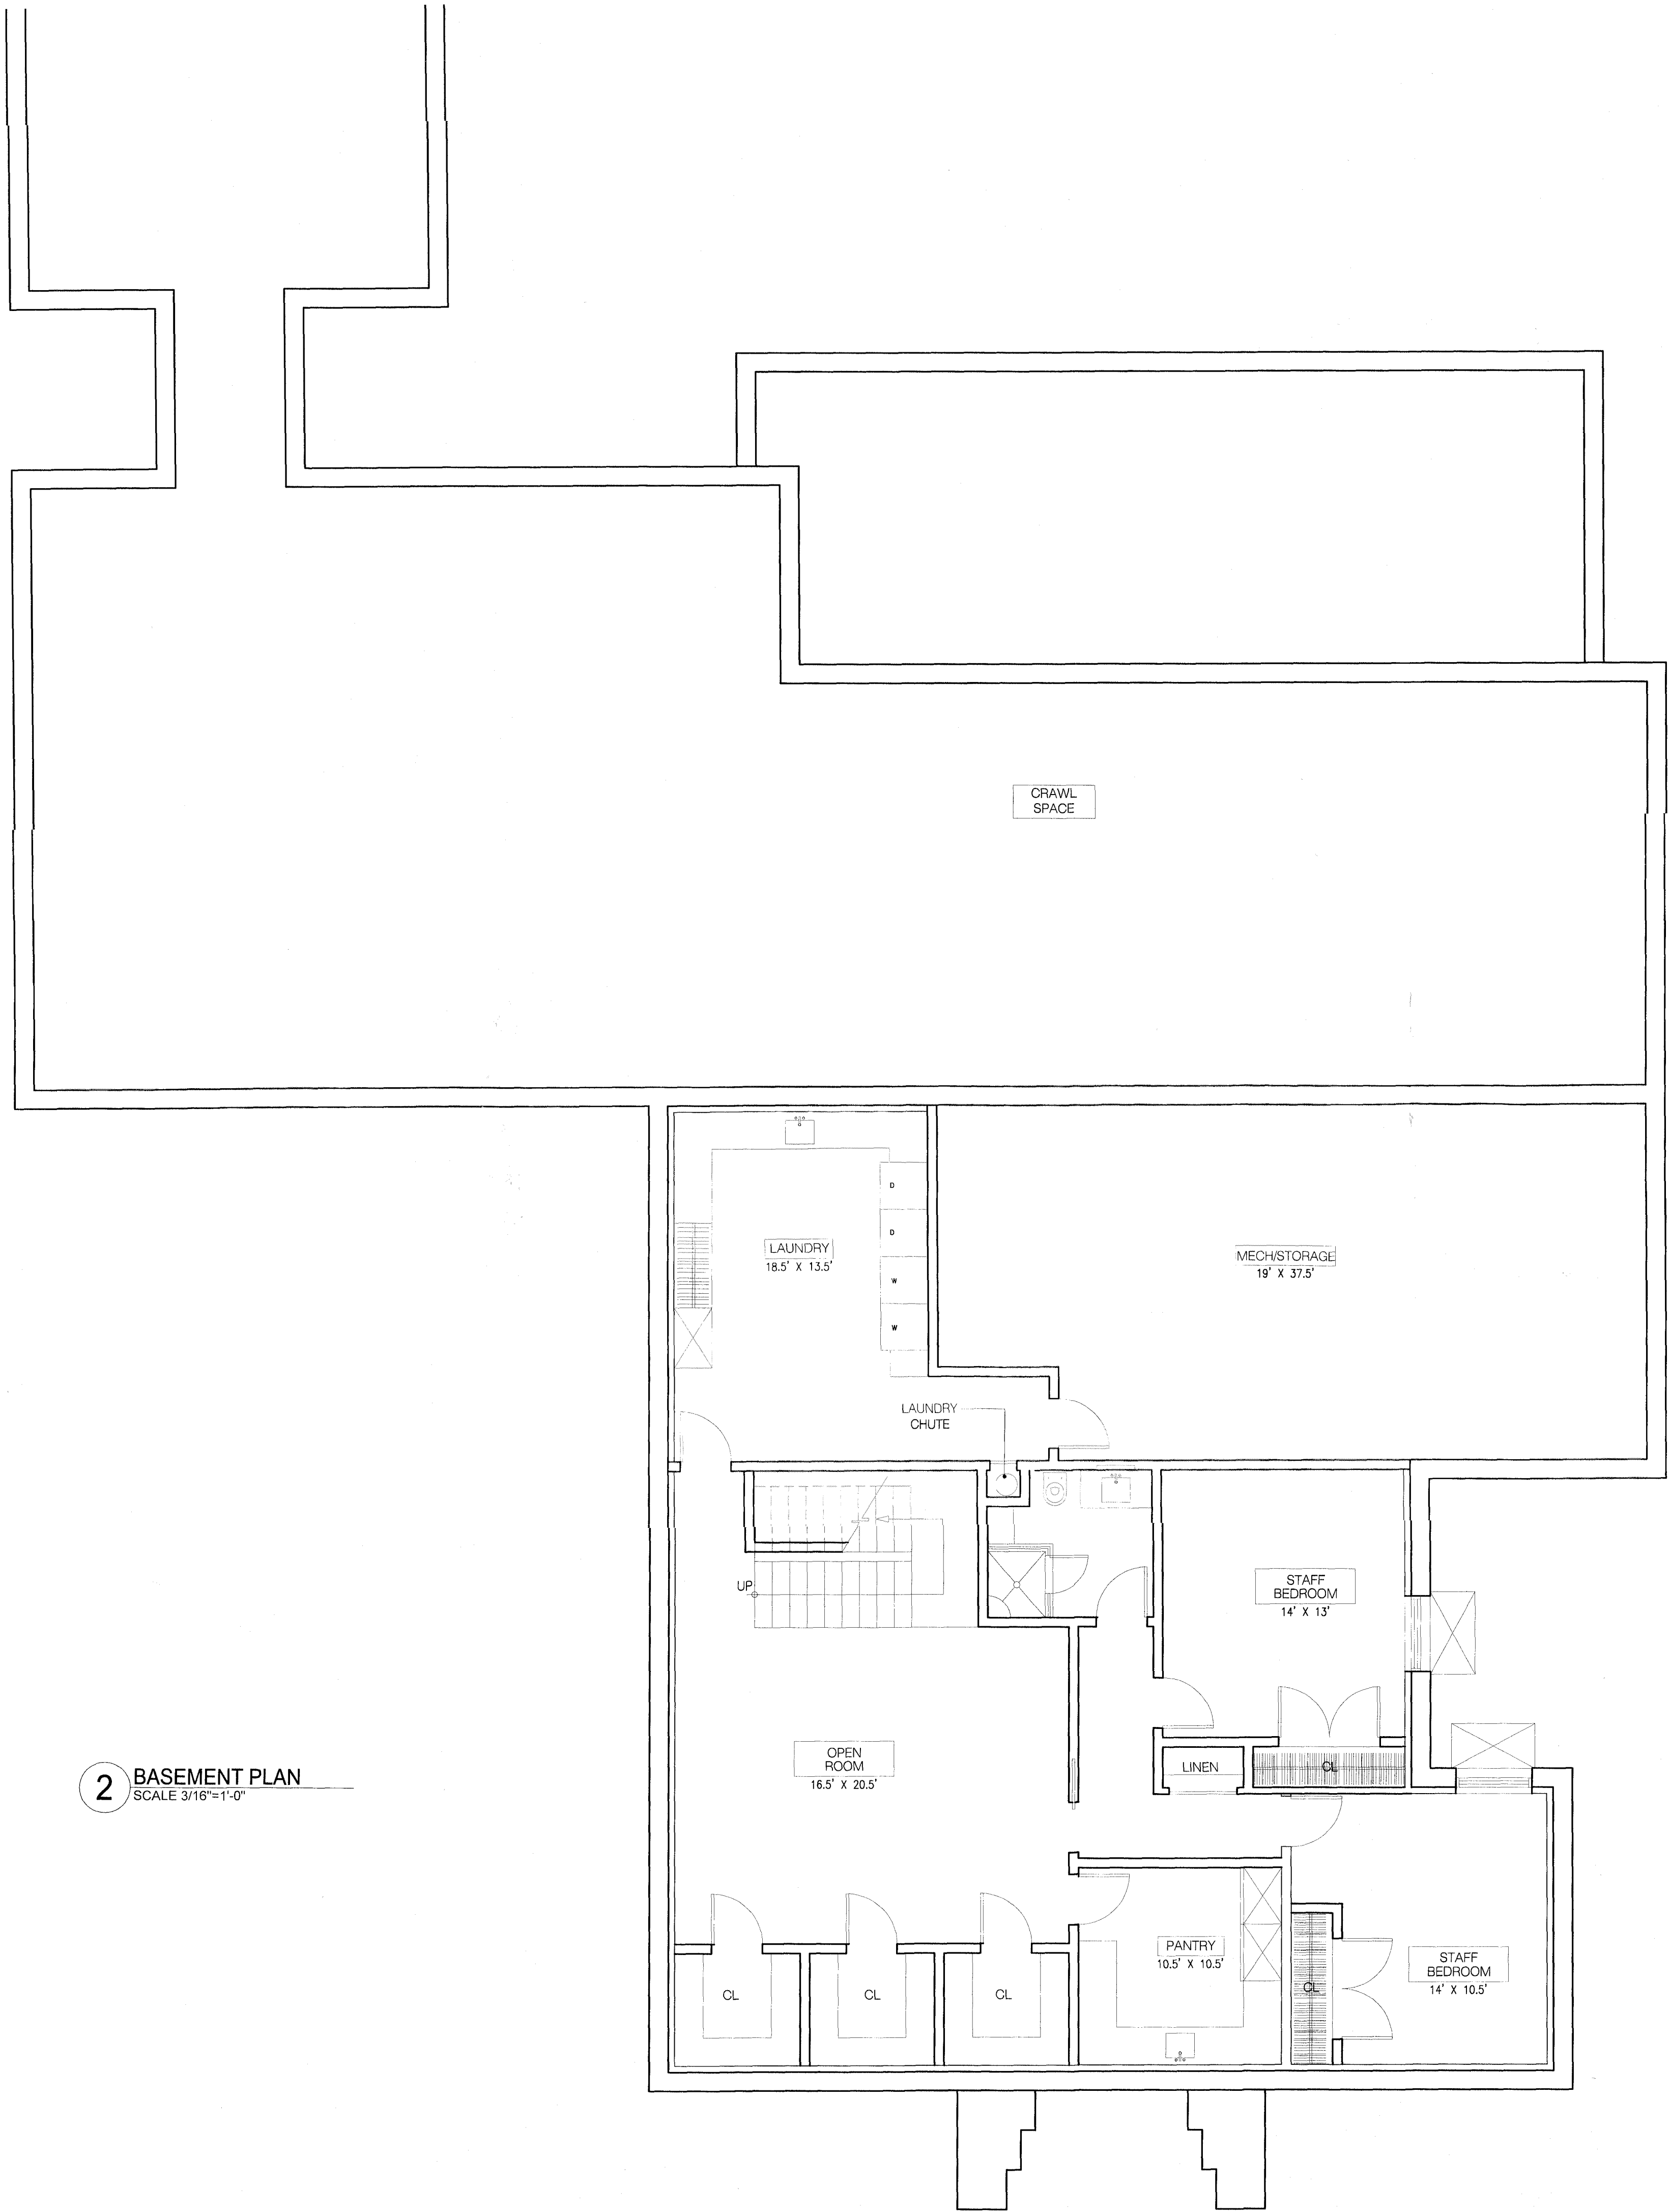 CRAWL
SPACE
D
D
W
W
LAUNDRY
18.5' X 13.5'
MECH/STORAGE
19' X 37.5'
LAUNDRY
CHUTE
UP
STAFF
BEDROOM
14' X 13'
OPEN
ROOM
16.5' X 20.5'
LINEN
CL
2
BASEMENT PLAN
SCALE 3/16"=1'-0"
PANTRY
10.5' X 10.5'
STAFF
BEDROOM
14' X 10.5'
CL
CL
CL
CL